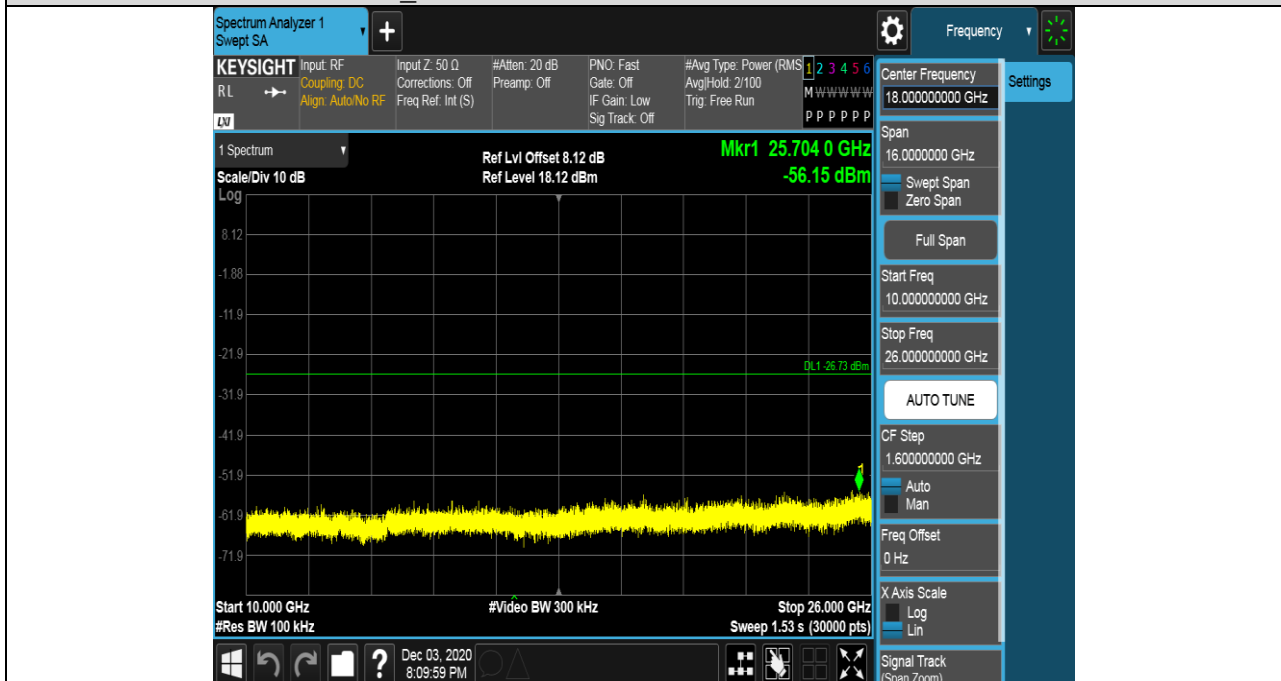 Spectrum Analyzer 1
Swept SA
+
Frequency
KEYSIGHT
RL
LXI
Input: RF
Coupling: DC
Align: Auto/No RF
Input Z: 50 Ω
Corrections: Off
Freq Ref: Int (S)
#Atten: 20 dB
Preamp: Off
PNO: Fast
Gate: Off
IF Gain: Low
Sig Track: Off
#Avg Type: Power (RMS
Avg|Hold: 2/100
Trig: Free Run
1 2 3 4 5 6
M W W W W W
P P P P P P
1 Spectrum
Scale/Div 10 dB
Log
Ref Lvl Offset 8.12 dB
Ref Level 18.12 dBm
Mkr1 25.704 0 GHz
-56.15 dBm
8.12
-1.88
-11.9
-21.9
DL1 -26.73 dBm
-31.9
-41.9
-51.9
1
-61.9
-71.9
Start 10.000 GHz
#Res BW 100 kHz
#Video BW 300 kHz
Stop 26.000 GHz
Sweep 1.53 s (30000 pts)
?
Dec 03, 2020
8:09:59 PM
Center Frequency
18.000000000 GHz
Settings
Span
16.0000000 GHz
Swept Span
Zero Span
Full Span
Start Freq
10.000000000 GHz
Stop Freq
26.000000000 GHz
AUTO TUNE
CF Step
1.600000000 GHz
Auto
Man
Freq Offset
0 Hz
X Axis Scale
Log
Lin
Signal Track
(Span Zoom)